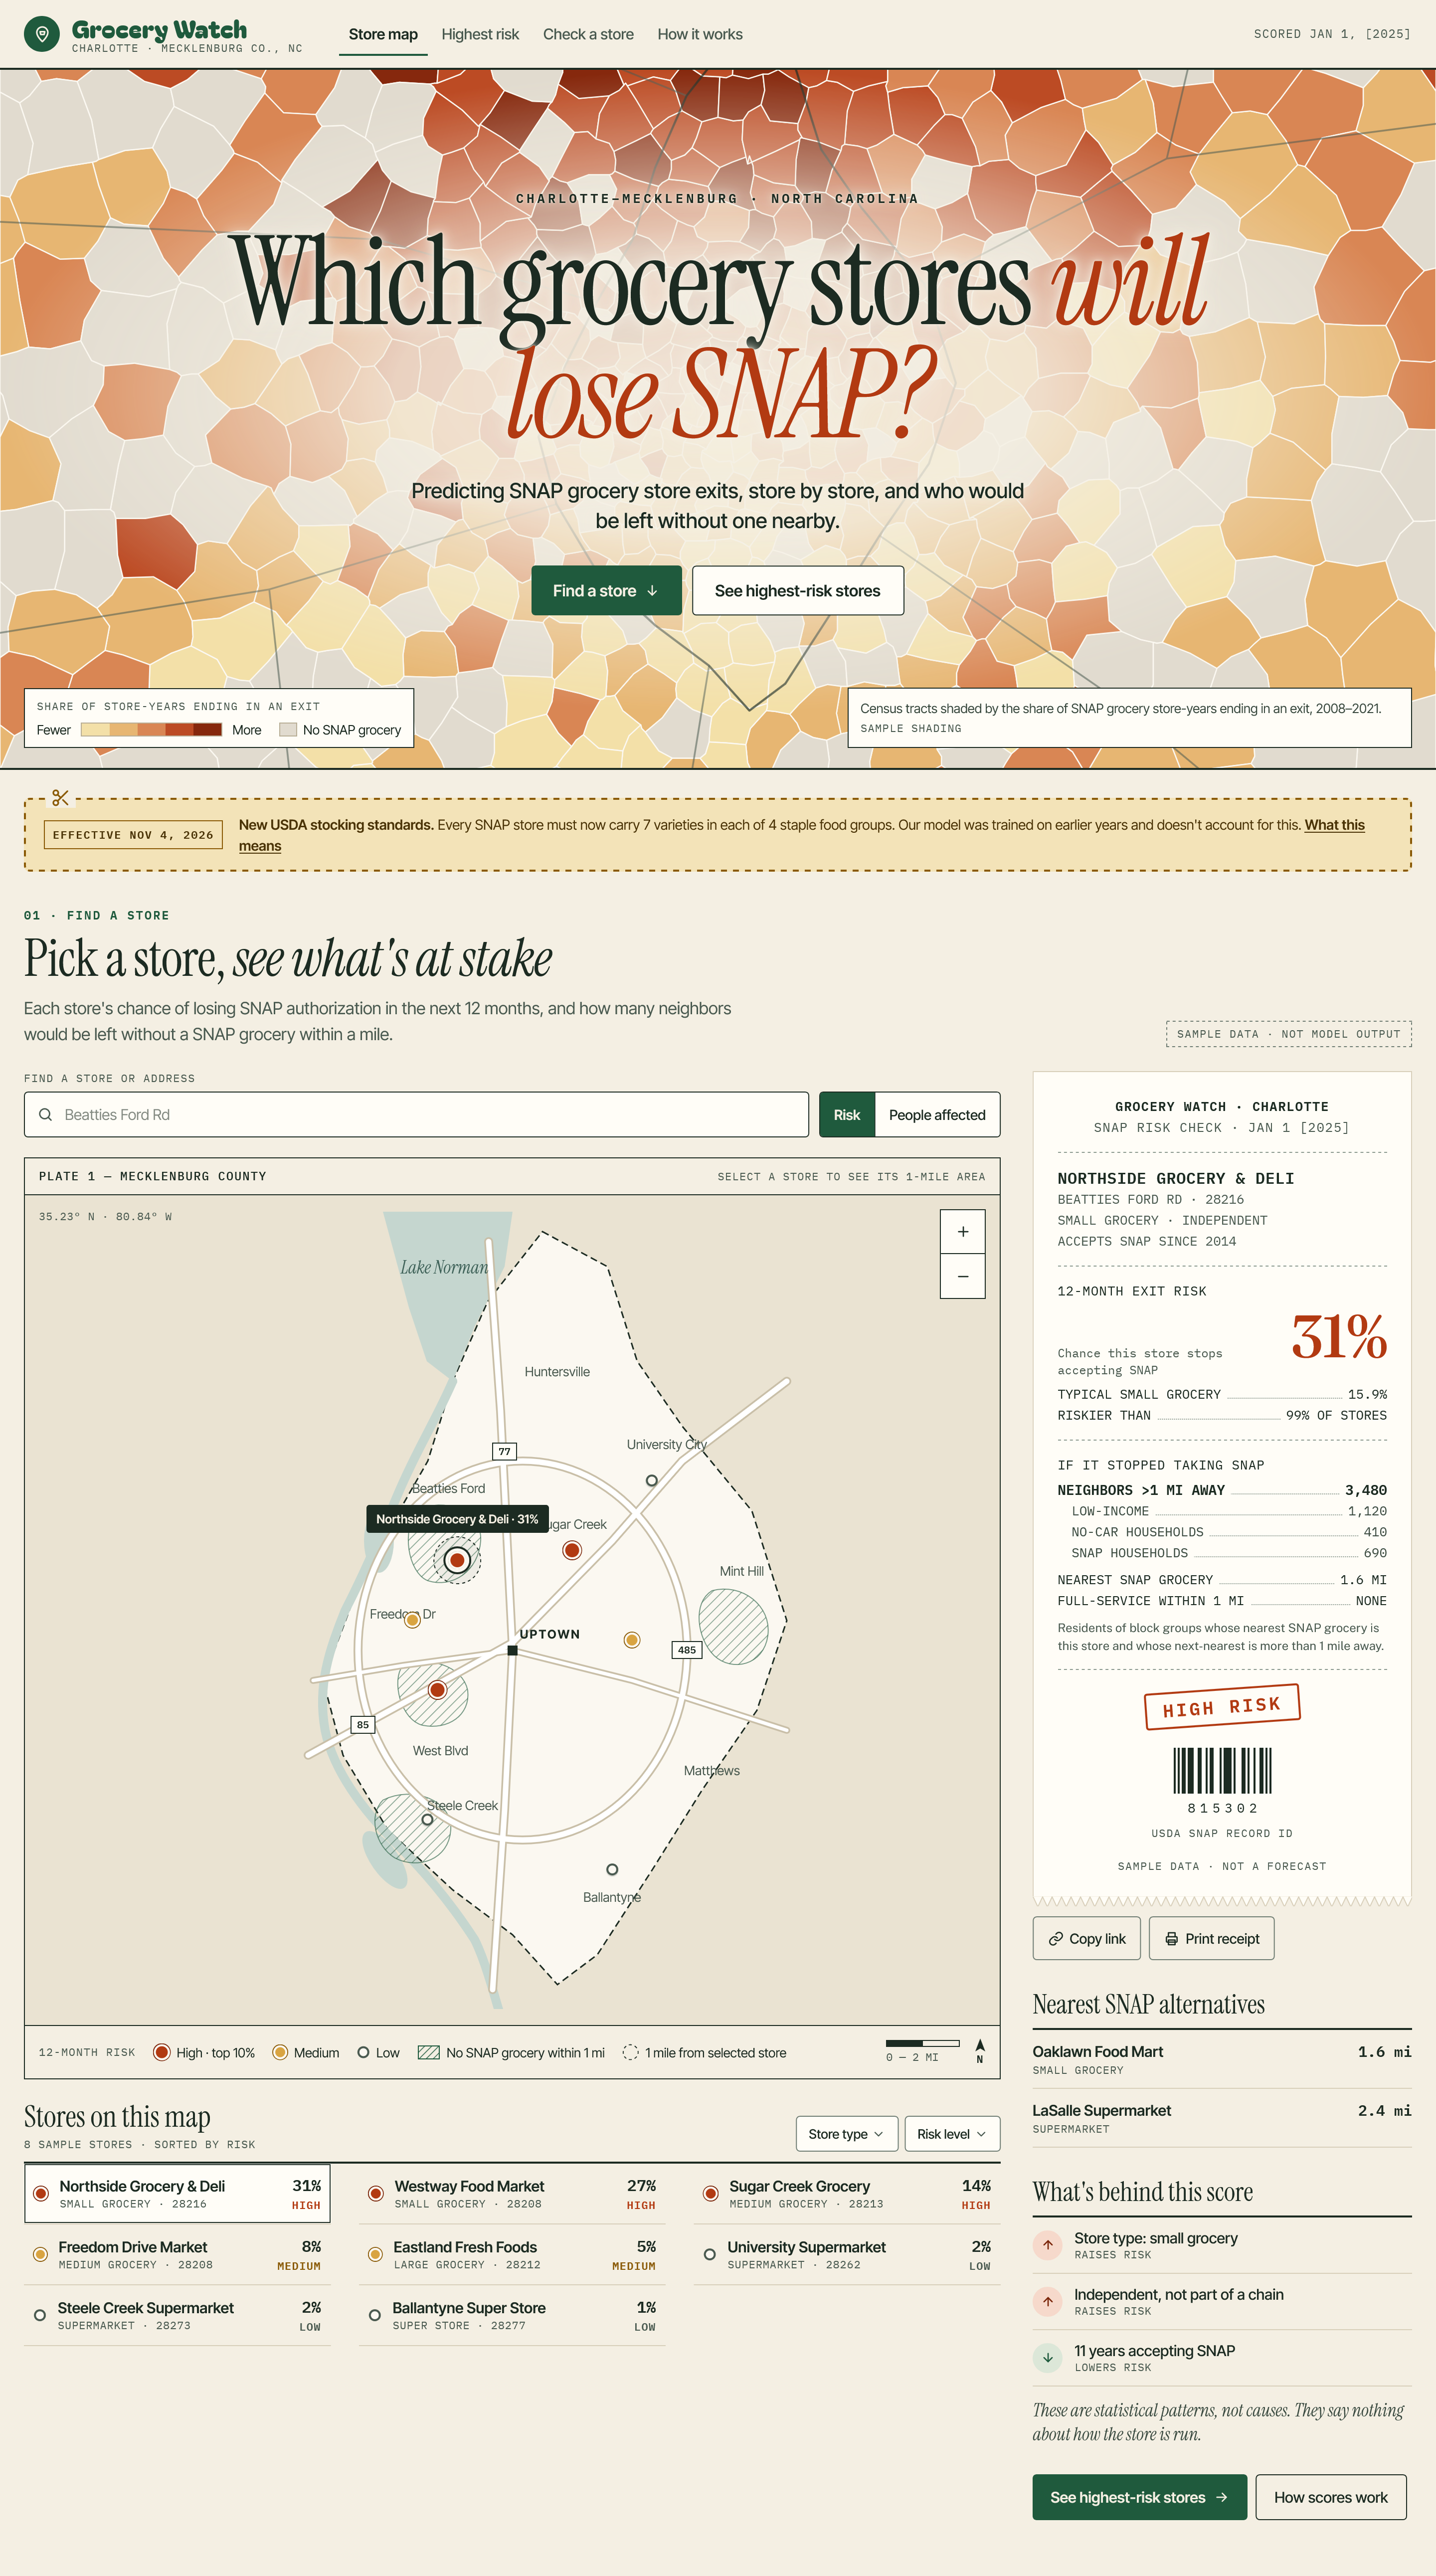 Grocery Watch
CHARLOTTE · MECKLENBURG CO., NC
Store map
Highest risk
Check a store
How it works
SCORED JAN 1, [2025]
CHARLOTTE–MECKLENBURG · NORTH CAROLINA
Which grocery stores will
lose SNAP?
Predicting SNAP grocery store exits, store by store, and who would
be left without one nearby.
Find a store ↓
See highest-risk stores
SHARE OF STORE-YEARS ENDING IN AN EXIT
Fewer
More
No SNAP grocery
Census tracts shaded by the share of SNAP grocery store-years ending in an exit, 2008–2021.
SAMPLE SHADING
EFFECTIVE NOV 4, 2026
New USDA stocking standards. Every SNAP store must now carry 7 varieties in each of 4 staple food groups. Our model was trained on earlier years and doesn't account for this. What this
means
01 · FIND A STORE
Pick a store, see what's at stake
Each store's chance of losing SNAP authorization in the next 12 months, and how many neighbors
would be left without a SNAP grocery within a mile.
SAMPLE DATA · NOT MODEL OUTPUT
FIND A STORE OR ADDRESS
Beatties Ford Rd
Risk
People affected
PLATE 1 — MECKLENBURG COUNTY
SELECT A STORE TO SEE ITS 1-MILE AREA
35.23° N · 80.84° W
+
−
Lake Norman
Huntersville
University City
77
Beatties Ford
Northside Grocery & Deli · 31%
ugar Creek
Mint Hill
Freedom Dr
UPTOWN
485
85
West Blvd
Matthews
Steele Creek
Ballantyne
12-MONTH RISK
High · top 10%
Medium
Low
No SNAP grocery within 1 mi
1 mile from selected store
0 — 2 MI
N
Stores on this map
8 SAMPLE STORES · SORTED BY RISK
Store type
Risk level
Northside Grocery & Deli
31%
SMALL GROCERY · 28216
HIGH
Westway Food Market
27%
SMALL GROCERY · 28208
HIGH
Sugar Creek Grocery
14%
MEDIUM GROCERY · 28213
HIGH
Freedom Drive Market
8%
MEDIUM GROCERY · 28208
MEDIUM
Eastland Fresh Foods
5%
LARGE GROCERY · 28212
MEDIUM
University Supermarket
2%
SUPERMARKET · 28262
LOW
Steele Creek Supermarket
2%
SUPERMARKET · 28273
LOW
Ballantyne Super Store
1%
SUPER STORE · 28277
LOW
GROCERY WATCH · CHARLOTTE
SNAP RISK CHECK · JAN 1 [2025]
NORTHSIDE GROCERY & DELI
BEATTIES FORD RD · 28216
SMALL GROCERY · INDEPENDENT
ACCEPTS SNAP SINCE 2014
12-MONTH EXIT RISK
Chance this store stops
accepting SNAP
31%
TYPICAL SMALL GROCERY 15.9%
RISKIER THAN 99% OF STORES
IF IT STOPPED TAKING SNAP
NEIGHBORS >1 MI AWAY 3,480
LOW-INCOME 1,120
NO-CAR HOUSEHOLDS 410
SNAP HOUSEHOLDS 690
NEAREST SNAP GROCERY 1.6 MI
FULL-SERVICE WITHIN 1 MI NONE
Residents of block groups whose nearest SNAP grocery is
this store and whose next-nearest is more than 1 mile away.
HIGH RISK
815302
USDA SNAP RECORD ID
SAMPLE DATA · NOT A FORECAST
Copy link
Print receipt
Nearest SNAP alternatives
Oaklawn Food Mart
1.6 mi
SMALL GROCERY
LaSalle Supermarket
2.4 mi
SUPERMARKET
What's behind this score
Store type: small grocery
RAISES RISK
Independent, not part of a chain
RAISES RISK
11 years accepting SNAP
LOWERS RISK
These are statistical patterns, not causes. They say nothing
about how the store is run.
See highest-risk stores →
How scores work